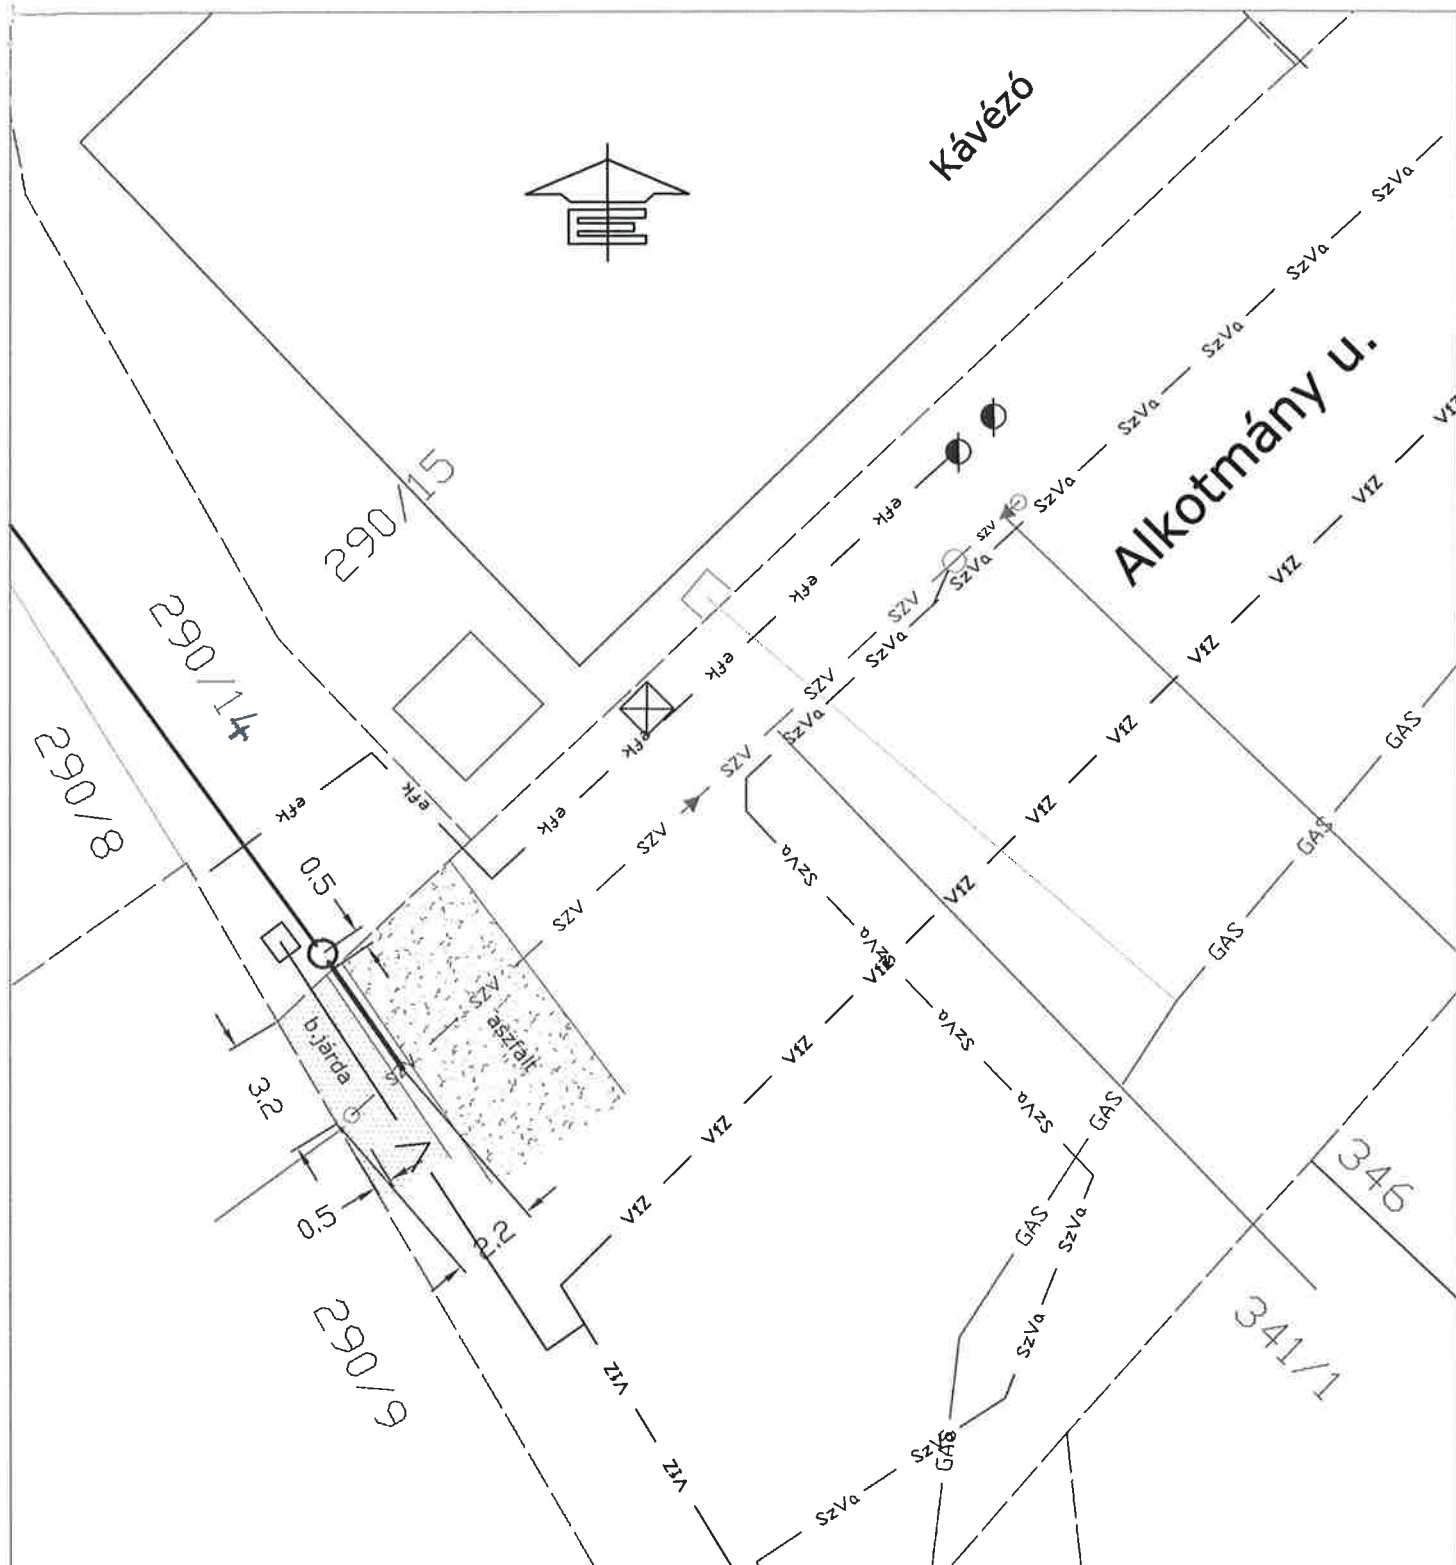 Kávézó
SzVa
SzVa
SzVa
SzVa
SzVa
Alkotmány u.
VIZ
VIZ
VIZ
VIZ
VIZ
VIZ
VIZ
VIZ
VIZ
VIZ
VIZ
VIZ
VIZ
É
290/15
290/14
290/8
efk
efk
efk
efk
efk
efk
efk
SZV
SZV
SzVa
SzVa
SZV
SzVa
SZV
SZV
SZV
SZV
0.5
b.járda
aszfalt
3.2
0.5
2.2
290/9
SzVa
SzVa
SzVa
SzVa
SzVa
SzVa
SzVa
SzVa
GAS
GAS
GAS
GAS
GAS
GAS
346
341/1